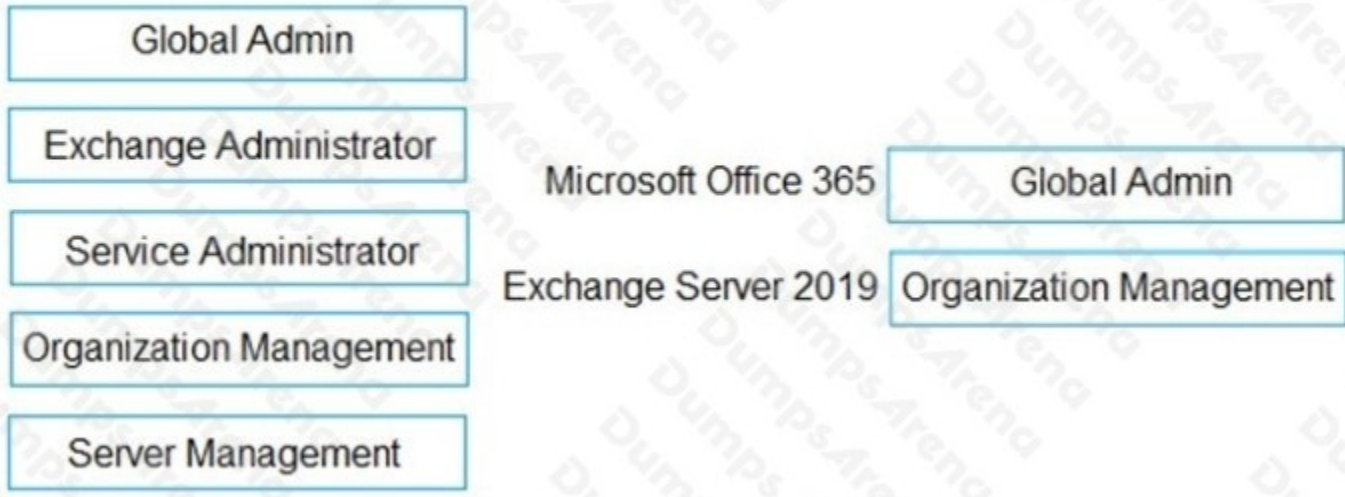 Global Admin
Exchange Administrator
Service Administrator
Organization Management
Server Management
Microsoft Office 365 Global Admin
Exchange Server 2019 Organization Management
DumpsArena